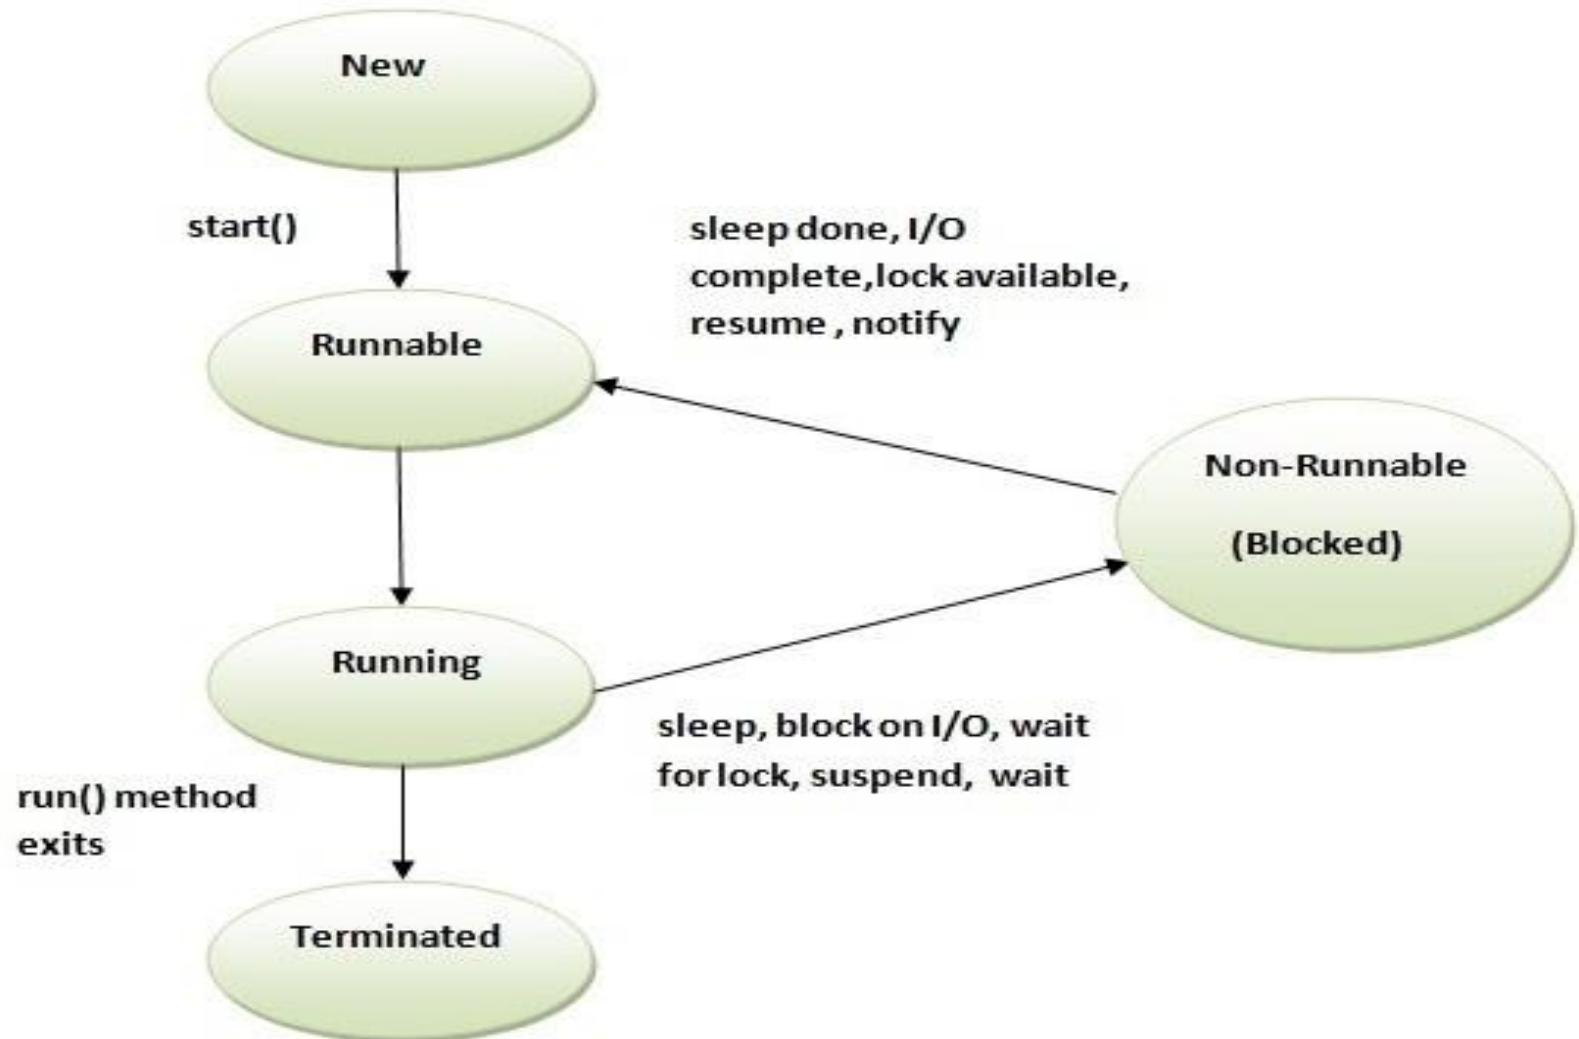 New
start()
sleep done, I/O
complete,lock available,
resume , notify
Runnable
Non-Runnable
(Blocked)
Running
sleep, block on I/O, wait
for lock, suspend, wait
run() method
exits
Terminated